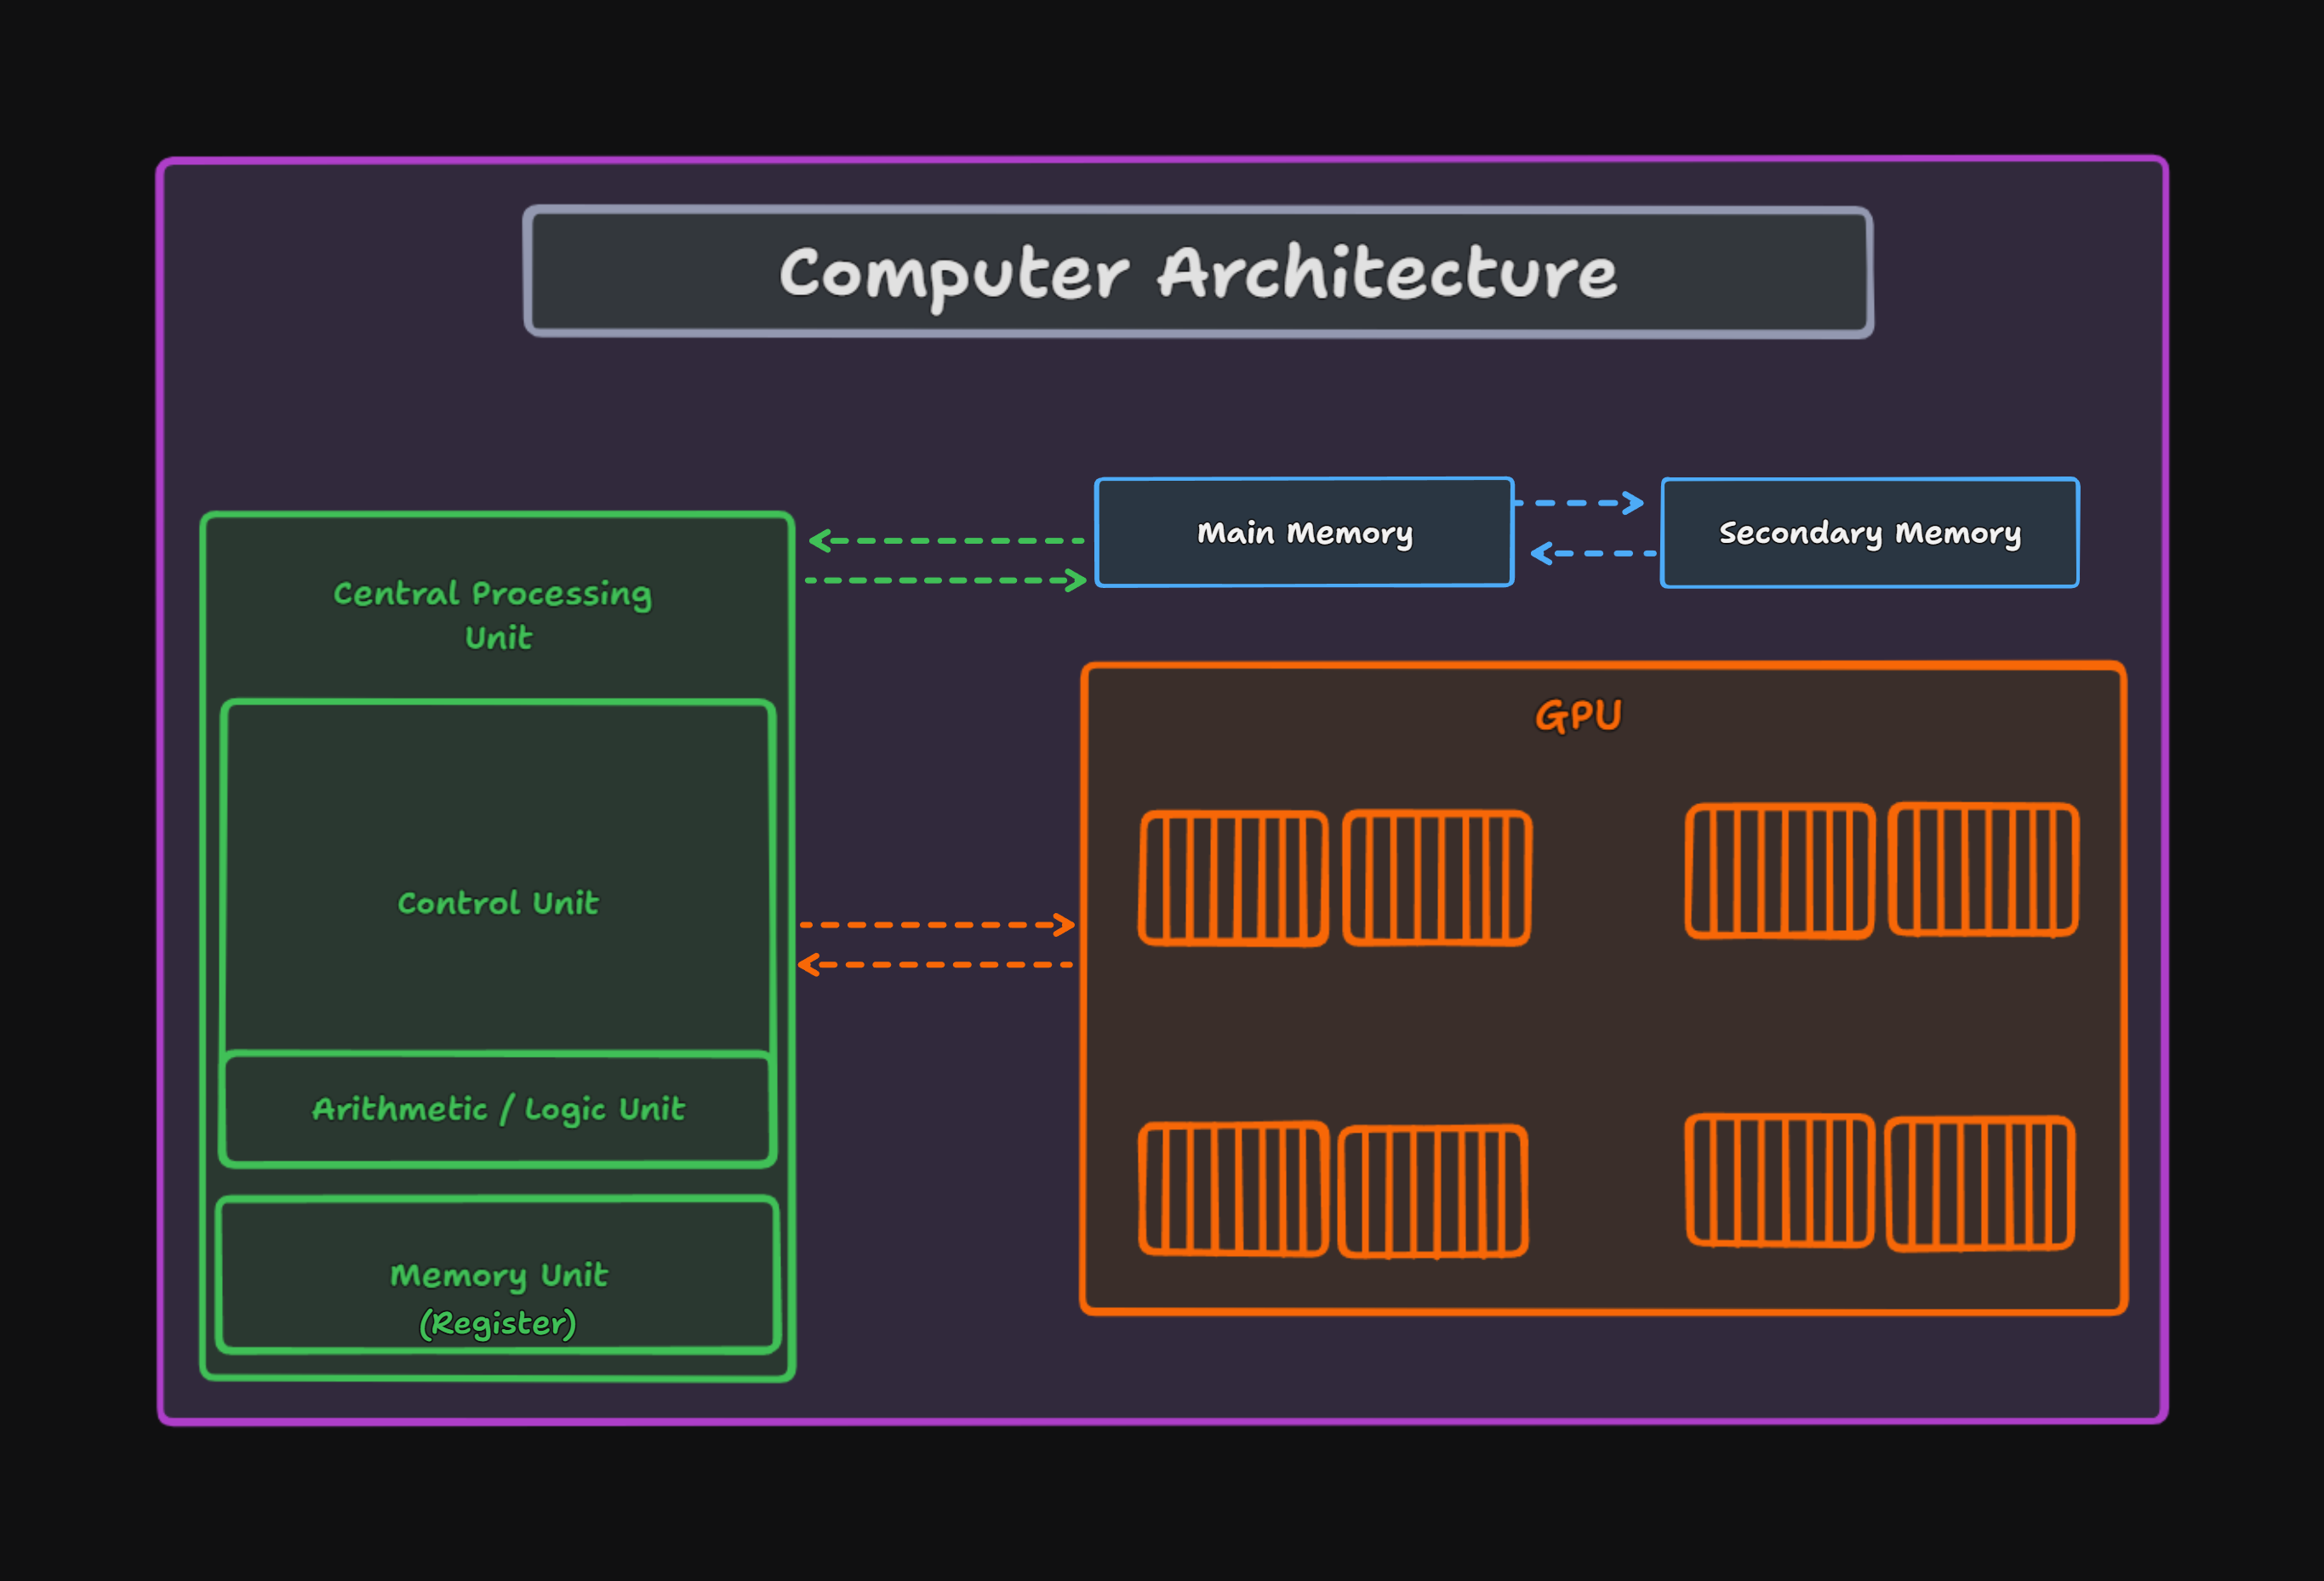 Computer Architecture
Main Memory
Secondary Memory
Central Processing
Unit
GPU
Control Unit
Arithmetic / Logic Unit
Memory Unit
(Register)